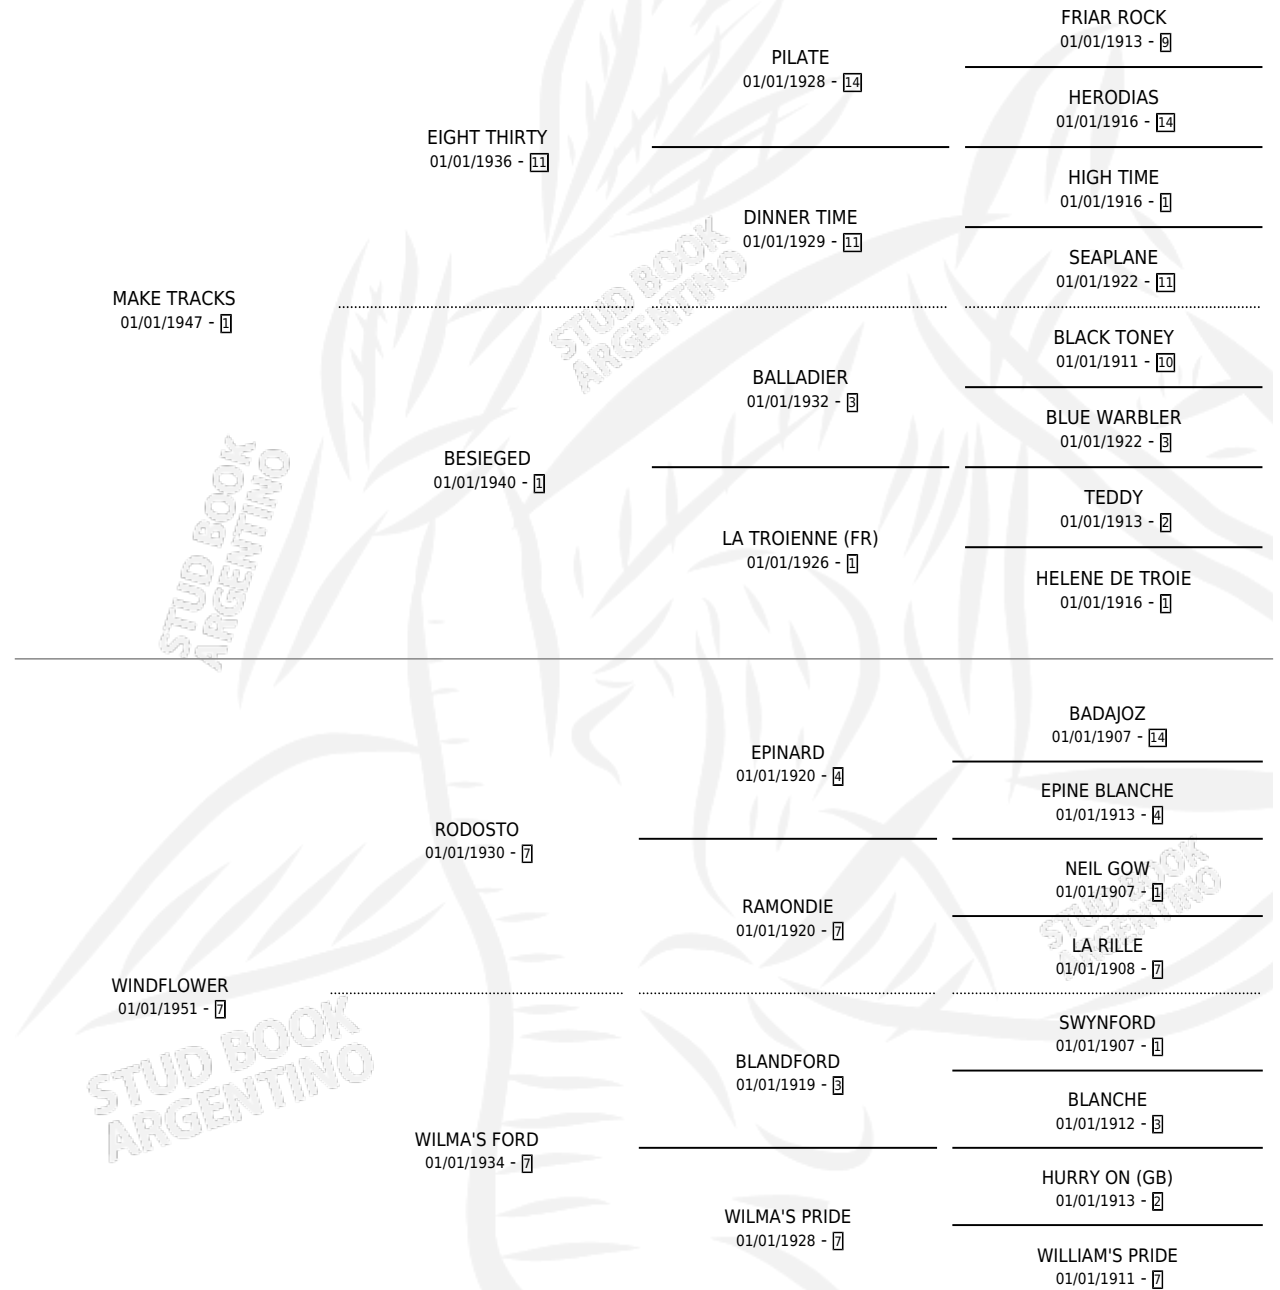 FRIAR ROCK
01/01/1913 - 9
PILATE
01/01/1928 - 14
HERODIAS
01/01/1916 - 14
EIGHT THIRTY
01/01/1936 - 11
HIGH TIME
01/01/1916 - 1
DINNER TIME
01/01/1929 - 11
SEAPLANE
01/01/1922 - 11
MAKE TRACKS
01/01/1947 - 1
BLACK TONEY
01/01/1911 - 10
BALLADIER
01/01/1932 - 3
BLUE WARBLER
01/01/1922 - 3
BESIEGED
01/01/1940 - 1
TEDDY
01/01/1913 - 2
LA TROIENNE (FR)
01/01/1926 - 1
HELENE DE TROIE
01/01/1916 - 1
BADAJOZ
01/01/1907 - 14
EPINARD
01/01/1920 - 4
EPINE BLANCHE
01/01/1913 - 4
RODOSTO
01/01/1930 - 7
NEIL GOW
01/01/1907 - 1
RAMONDIE
01/01/1920 - 7
LA RILLE
01/01/1908 - 7
WINDFLOWER
01/01/1951 - 7
SWYNFORD
01/01/1907 - 1
BLANDFORD
01/01/1919 - 3
BLANCHE
01/01/1912 - 3
WILMA'S FORD
01/01/1934 - 7
HURRY ON (GB)
01/01/1913 - 2
WILMA'S PRIDE
01/01/1928 - 7
WILLIAM'S PRIDE
01/01/1911 - 7
STUD BOOK
ARGENTINO
STUD BOOK
ARGENTINO
STUD BOOK
ARGENTINO
STUD BOOK
ARGENTINO